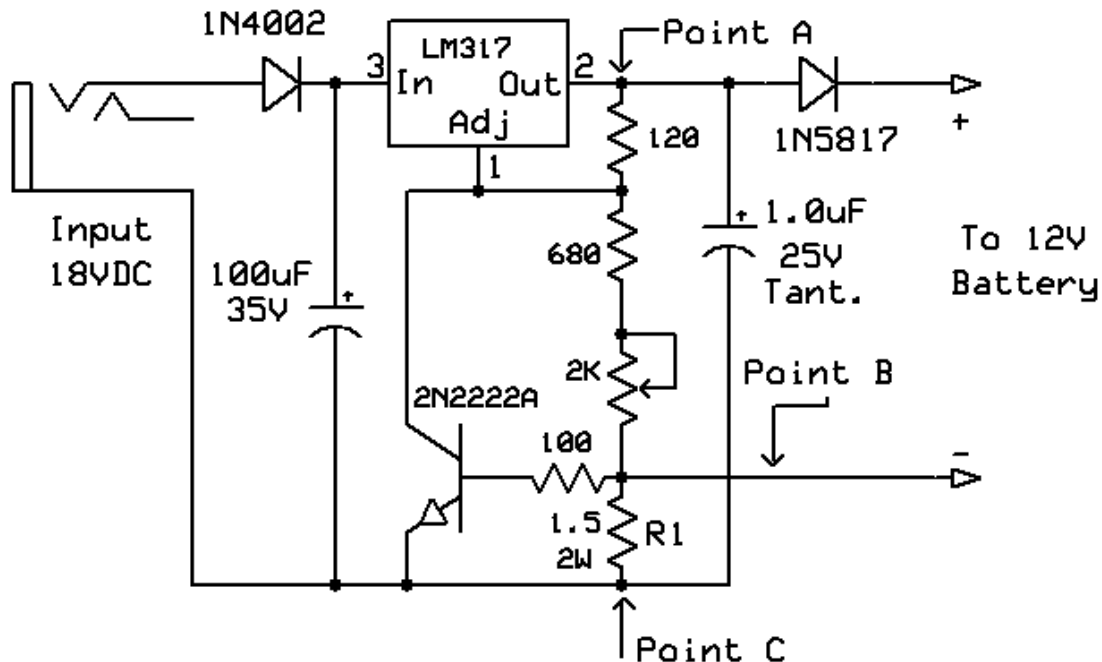 1N4002
LM317
Point A
3
In
Out
2
Adj
1
120
1N5817
+
Input
18VDC
100uF
35V
+
680
+
1.0uF
25V
Tant.
To 12V
Battery
2K
Point B
2N2222A
100
-
1.5
2W
R1
Point C